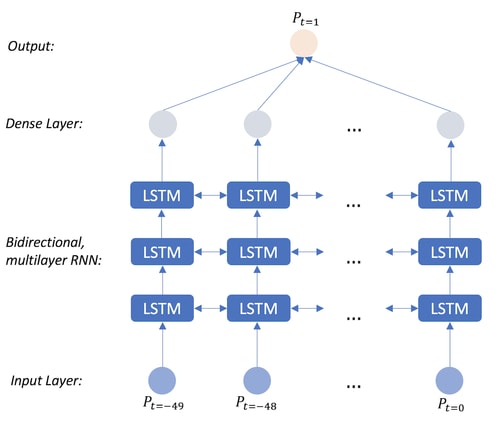 P_{t=1}
Output:
Dense Layer:
...
LSTM LSTM ... LSTM
Bidirectional,
multilayer RNN:
LSTM LSTM ... LSTM
LSTM LSTM ... LSTM
Input Layer:
...
P_{t=-49} P_{t=-48} P_{t=0}